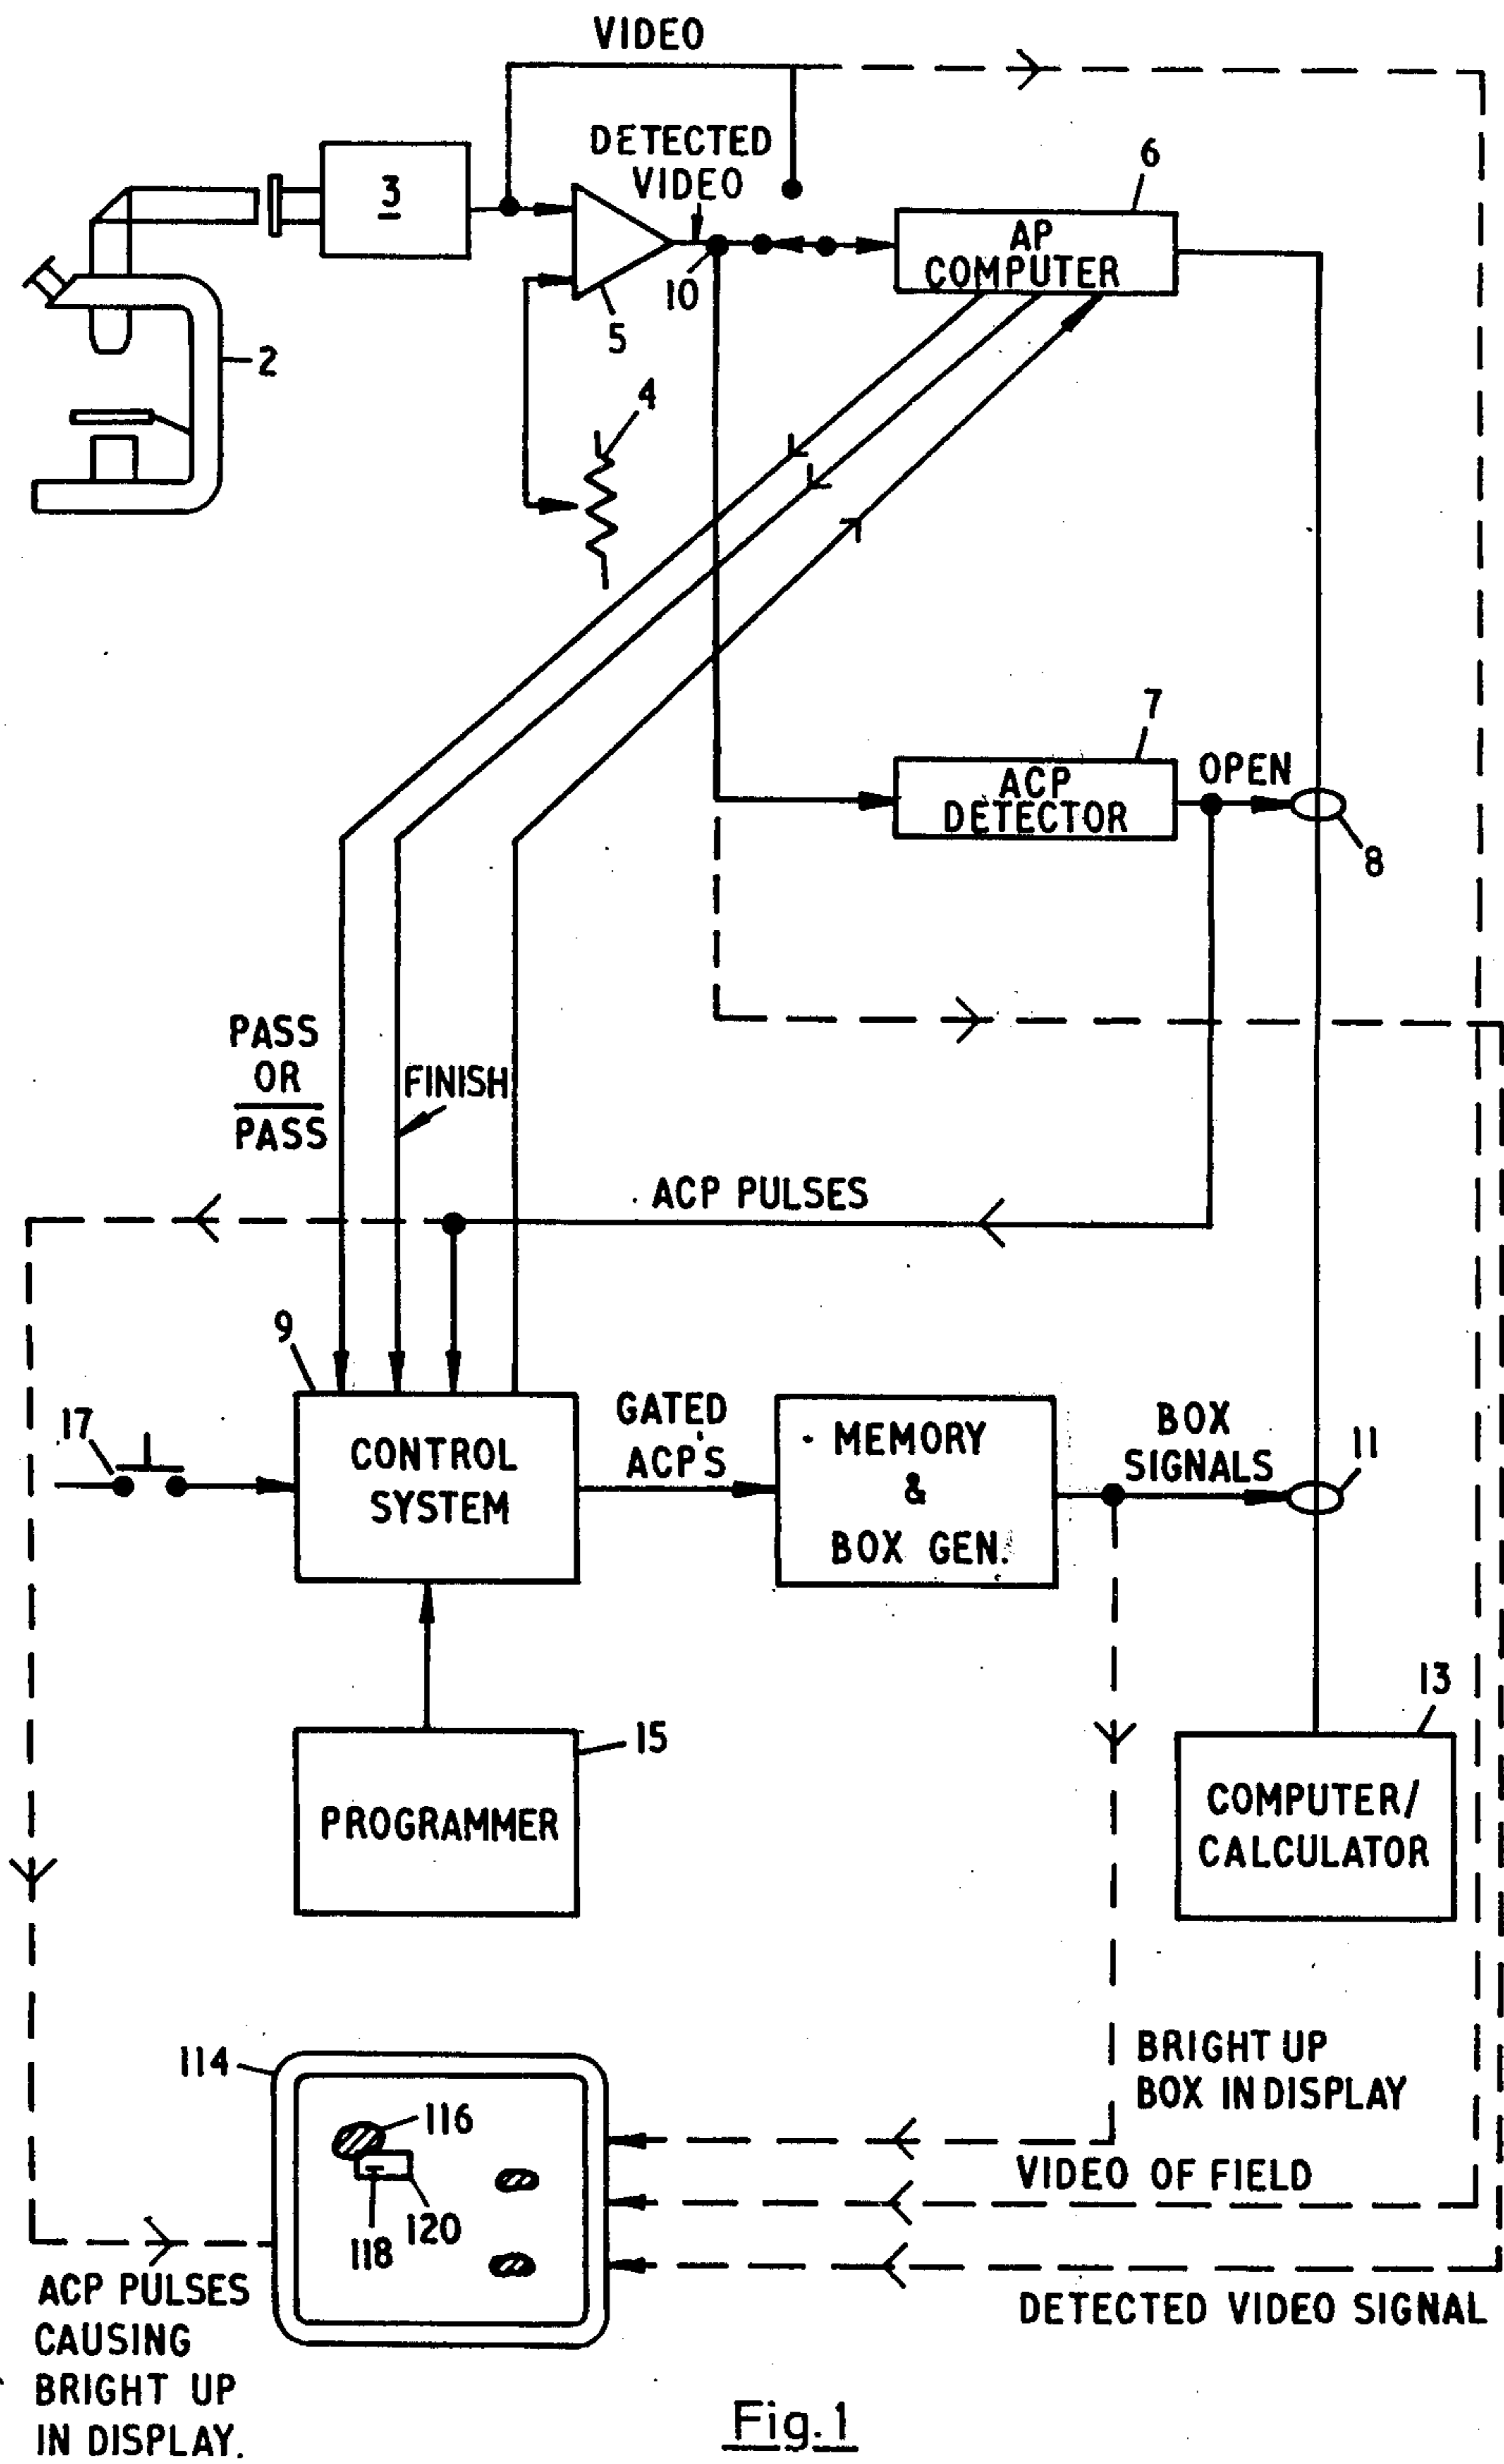 VIDEO
DETECTED
VIDEO
3
6
AP
COMPUTER
10
5
2
4
7
ACP
DETECTOR
OPEN
8
PASS
OR
PASS
FINISH
ACP PULSES
9
17
CONTROL
SYSTEM
GATED
ACP'S
MEMORY
&
BOX GEN.
BOX
SIGNALS
11
13
15
PROGRAMMER
COMPUTER/
CALCULATOR
114
116
118
120
BRIGHT UP
BOX IN DISPLAY
VIDEO OF FIELD
DETECTED VIDEO SIGNAL
ACP PULSES
CAUSING
BRIGHT UP
IN DISPLAY.
Fig.1